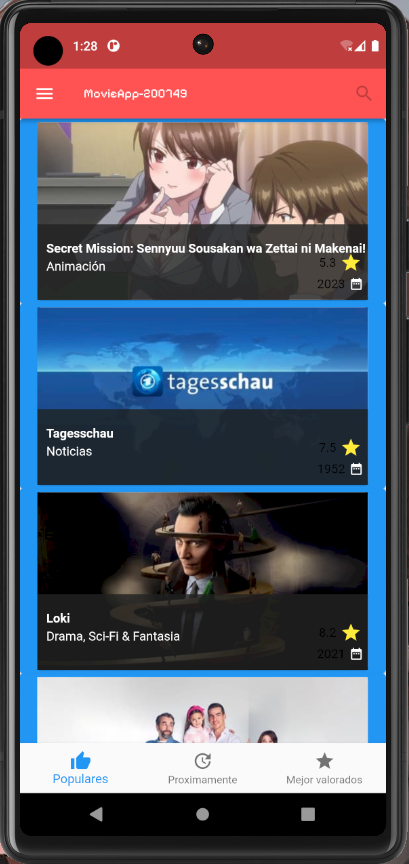 1:28
MovieApp-200749
Secret Mission: Sennyuu Sousakan wa Zettai ni Makenai!
Animación
5.3
2023
tagesschau
Tagesschau
Noticias
7.5
1952
Loki
Drama, Sci-Fi & Fantasia
8.2
2021
Populares
Proximamente
Mejor valorados